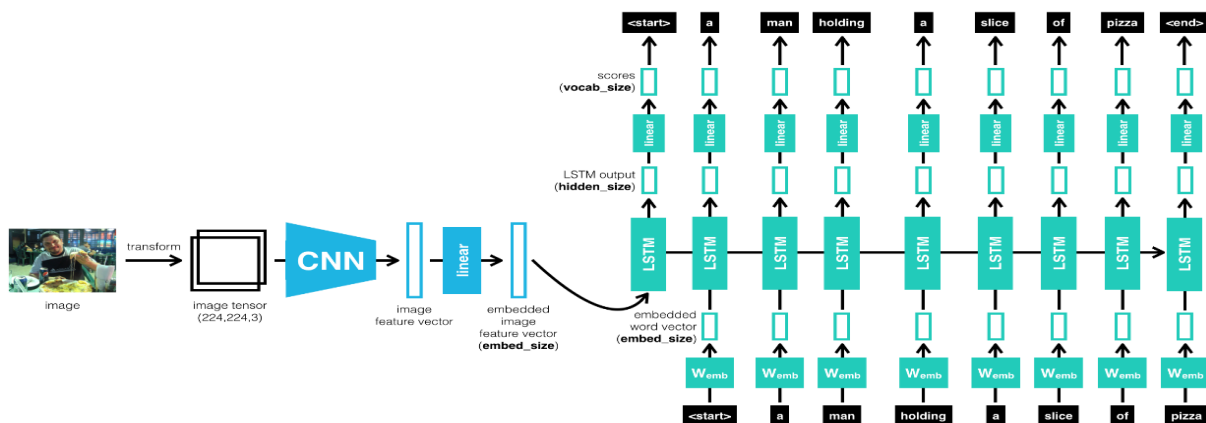 <start> a man holding a slice of pizza <end>
scores
(vocab_size)
linear linear linear linear linear linear linear linear linear
LSTM output
(hidden_size)
transform
CNN
linear
LSTM LSTM LSTM LSTM LSTM LSTM LSTM LSTM LSTM
image
image tensor
(224,224,3)
image
feature vector
embedded
image
feature vector
(embed_size)
embedded
word vector
(embed_size)
Wemb Wemb Wemb Wemb Wemb Wemb Wemb Wemb
<start> a man holding a slice of pizza